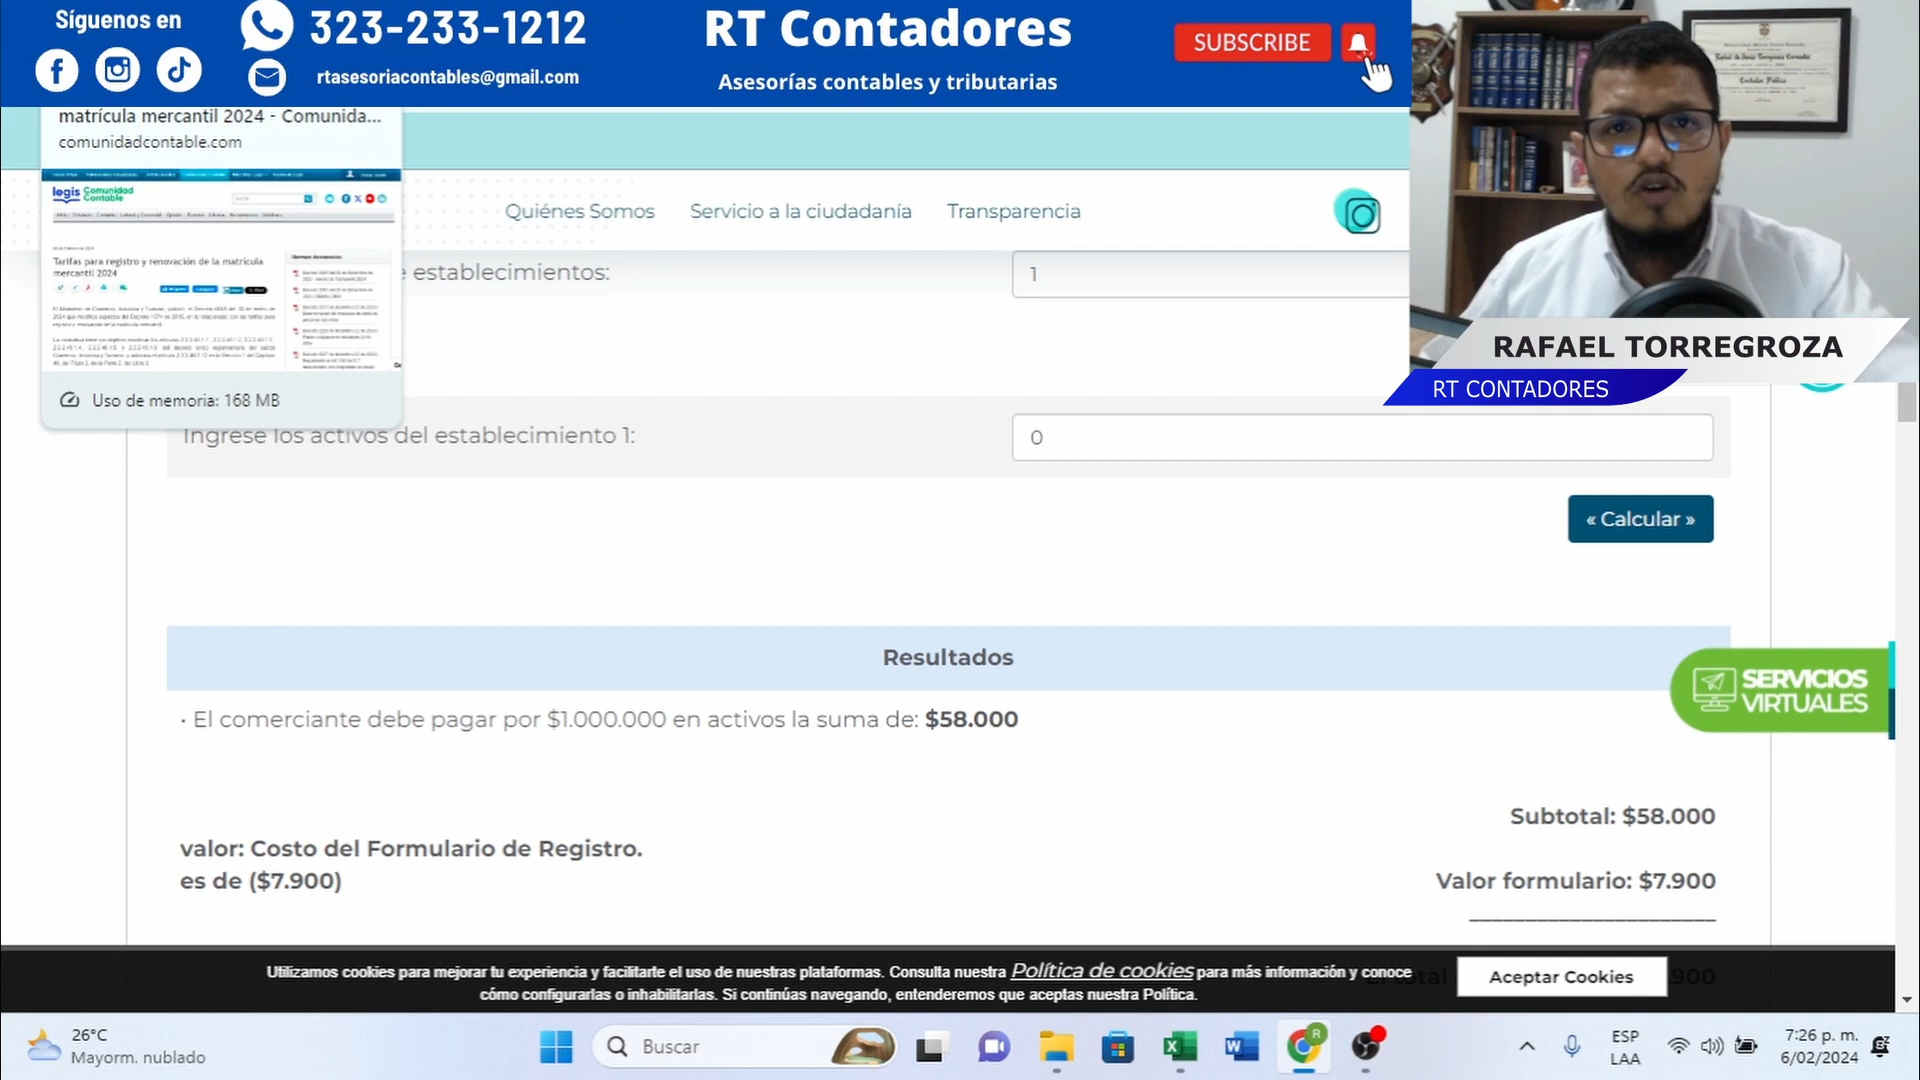 Síguenos en
323-233-1212
rtasesoriacontables@gmail.com
RT Contadores
Asesorías contables y tributarias
SUBSCRIBE
matrícula mercantil 2024 - Comunida...
comunidadcontable.com
legis Comunidad Contable
Tarifas para registro y renovación de la matrícula
mercantil 2024
Uso de memoria: 168 MB
Quiénes Somos
Servicio a la ciudadanía
Transparencia
e establecimientos:
1
RAFAEL TORREGROZA
RT CONTADORES
Ingrese los activos del establecimiento 1:
0
« Calcular »
Resultados
SERVICIOS
VIRTUALES
· El comerciante debe pagar por $1.000.000 en activos la suma de: $58.000
Subtotal: $58.000
valor: Costo del Formulario de Registro.
es de ($7.900)
Valor formulario: $7.900
Utilizamos cookies para mejorar tu experiencia y facilitarte el uso de nuestras plataformas. Consulta nuestra Política de cookies para más información y conoce
cómo configurarlas o inhabilitarlas. Si continúas navegando, entenderemos que aceptas nuestra Política.
Aceptar Cookies
26°C
Mayorm. nublado
Buscar
ESP
LAA
7:26 p. m.
6/02/2024